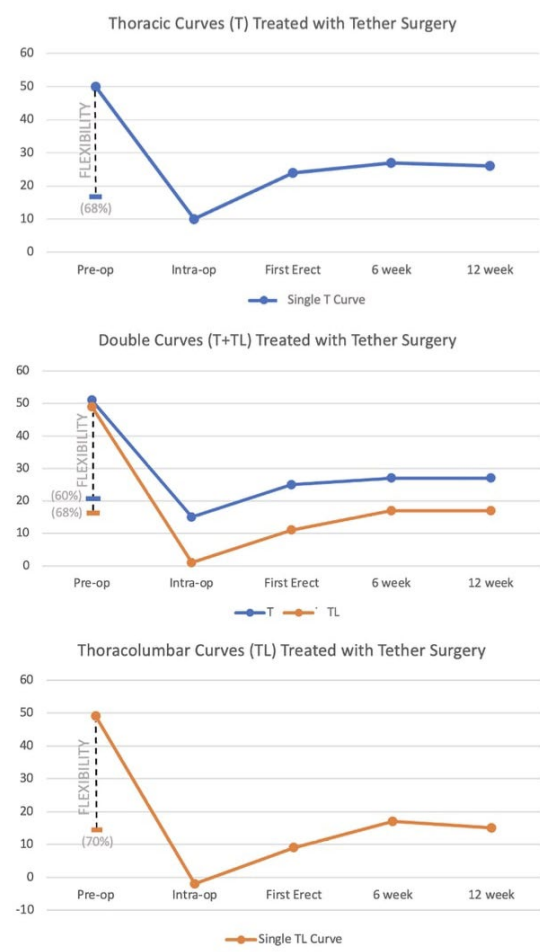 Thoracic Curves (T) Treated with Tether Surgery
60
50
40
30
20
10
0
FLEXIBILITY
(68%)
Pre-op Intra-op First Erect 6 week 12 week
Single T Curve
Double Curves (T+TL) Treated with Tether Surgery
60
50
40
30
20
10
0
FLEXIBILITY
(60%)
(68%)
Pre-op Intra-op First Erect 6 week 12 week
T TL
Thoracolumbar Curves (TL) Treated with Tether Surgery
60
50
40
30
20
10
0
-10
FLEXIBILITY
(70%)
Pre-op Intra-op First Erect 6 week 12 week
Single TL Curve